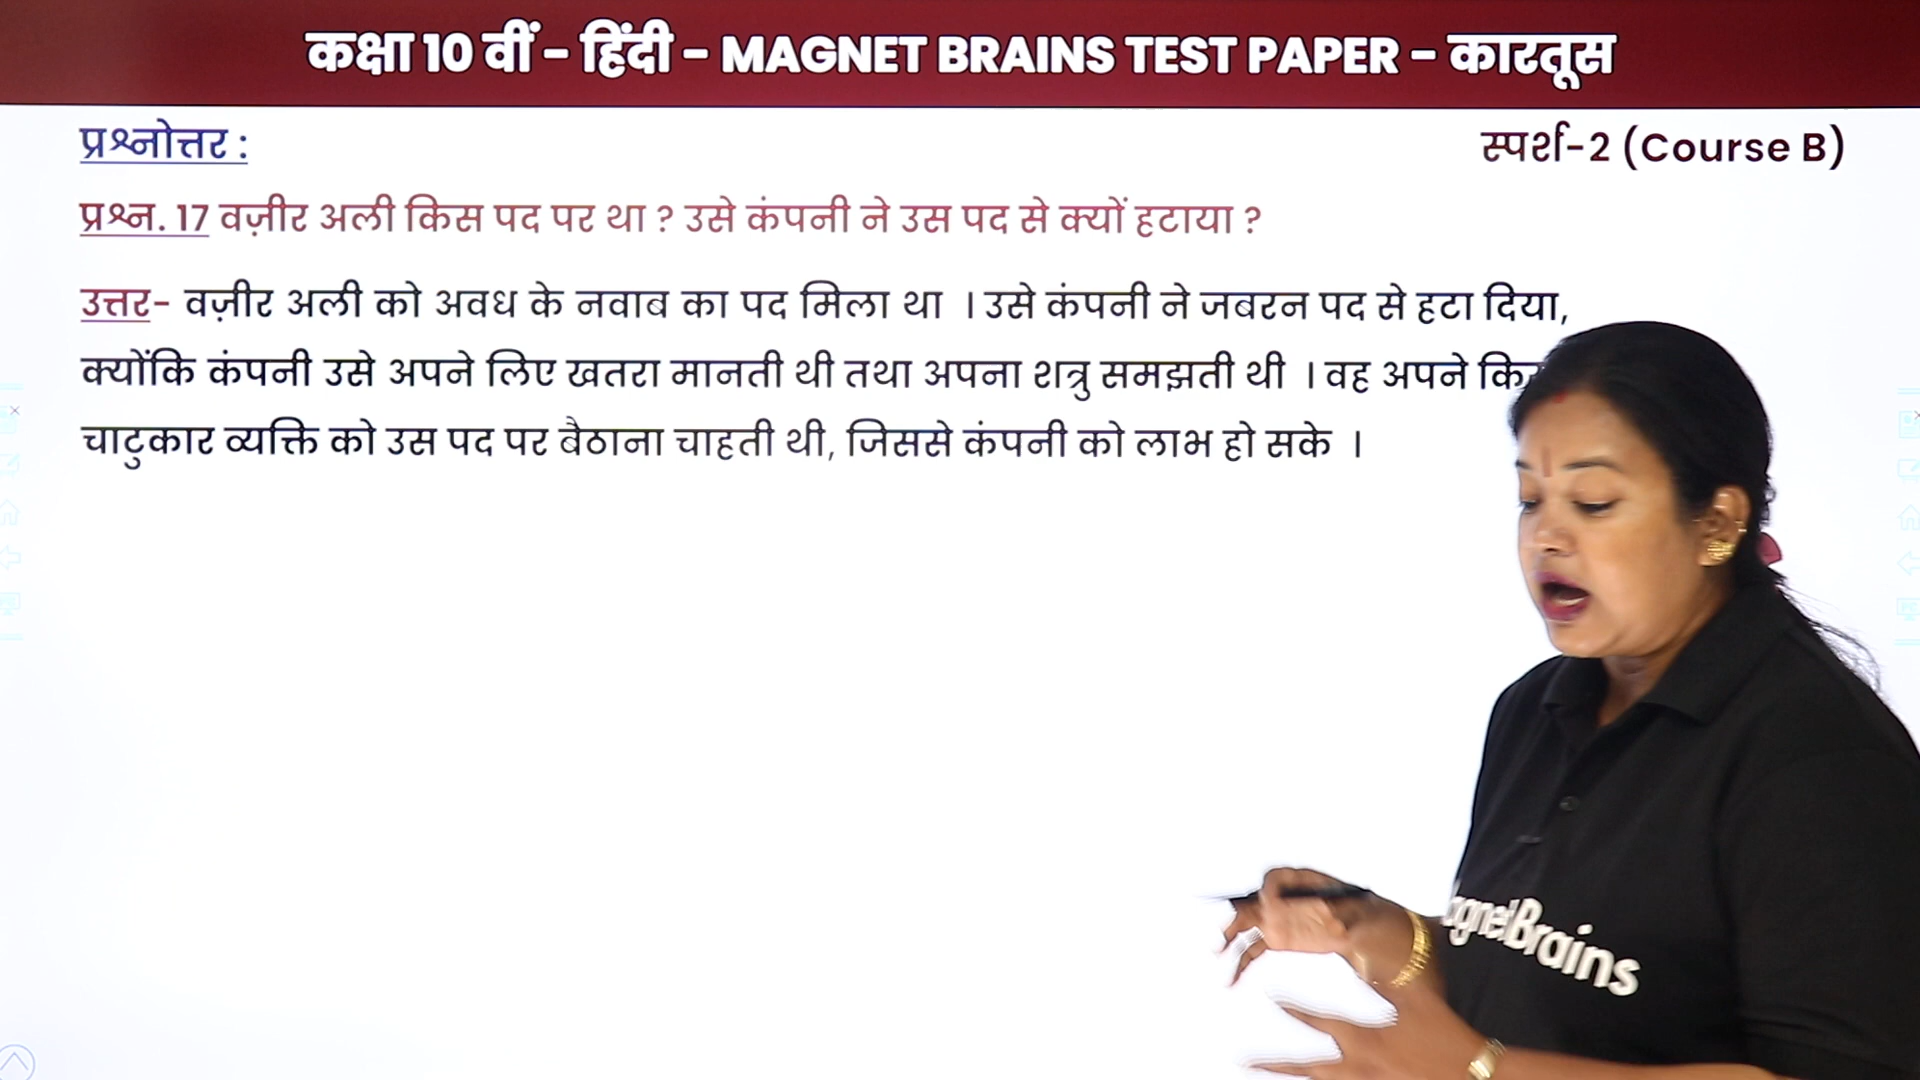 कक्षा 10 वीं - हिंदी - MAGNET BRAINS TEST PAPER - कारतूस
प्रश्नोत्तर :
स्पर्श-2 (Course B)
प्रश्न. 17 वज़ीर अली किस पद पर था ? उसे कंपनी ने उस पद से क्यों हटाया ?
उत्तर- वज़ीर अली को अवध के नवाब का पद मिला था । उसे कंपनी ने जबरन पद से हटा दिया,
क्योंकि कंपनी उसे अपने लिए खतरा मानती थी तथा अपना शत्रु समझती थी । वह अपने
चाटुकार व्यक्ति को उस पद पर बैठाना चाहती थी, जिससे कंपनी को लाभ हो सके ।
agnetBrains